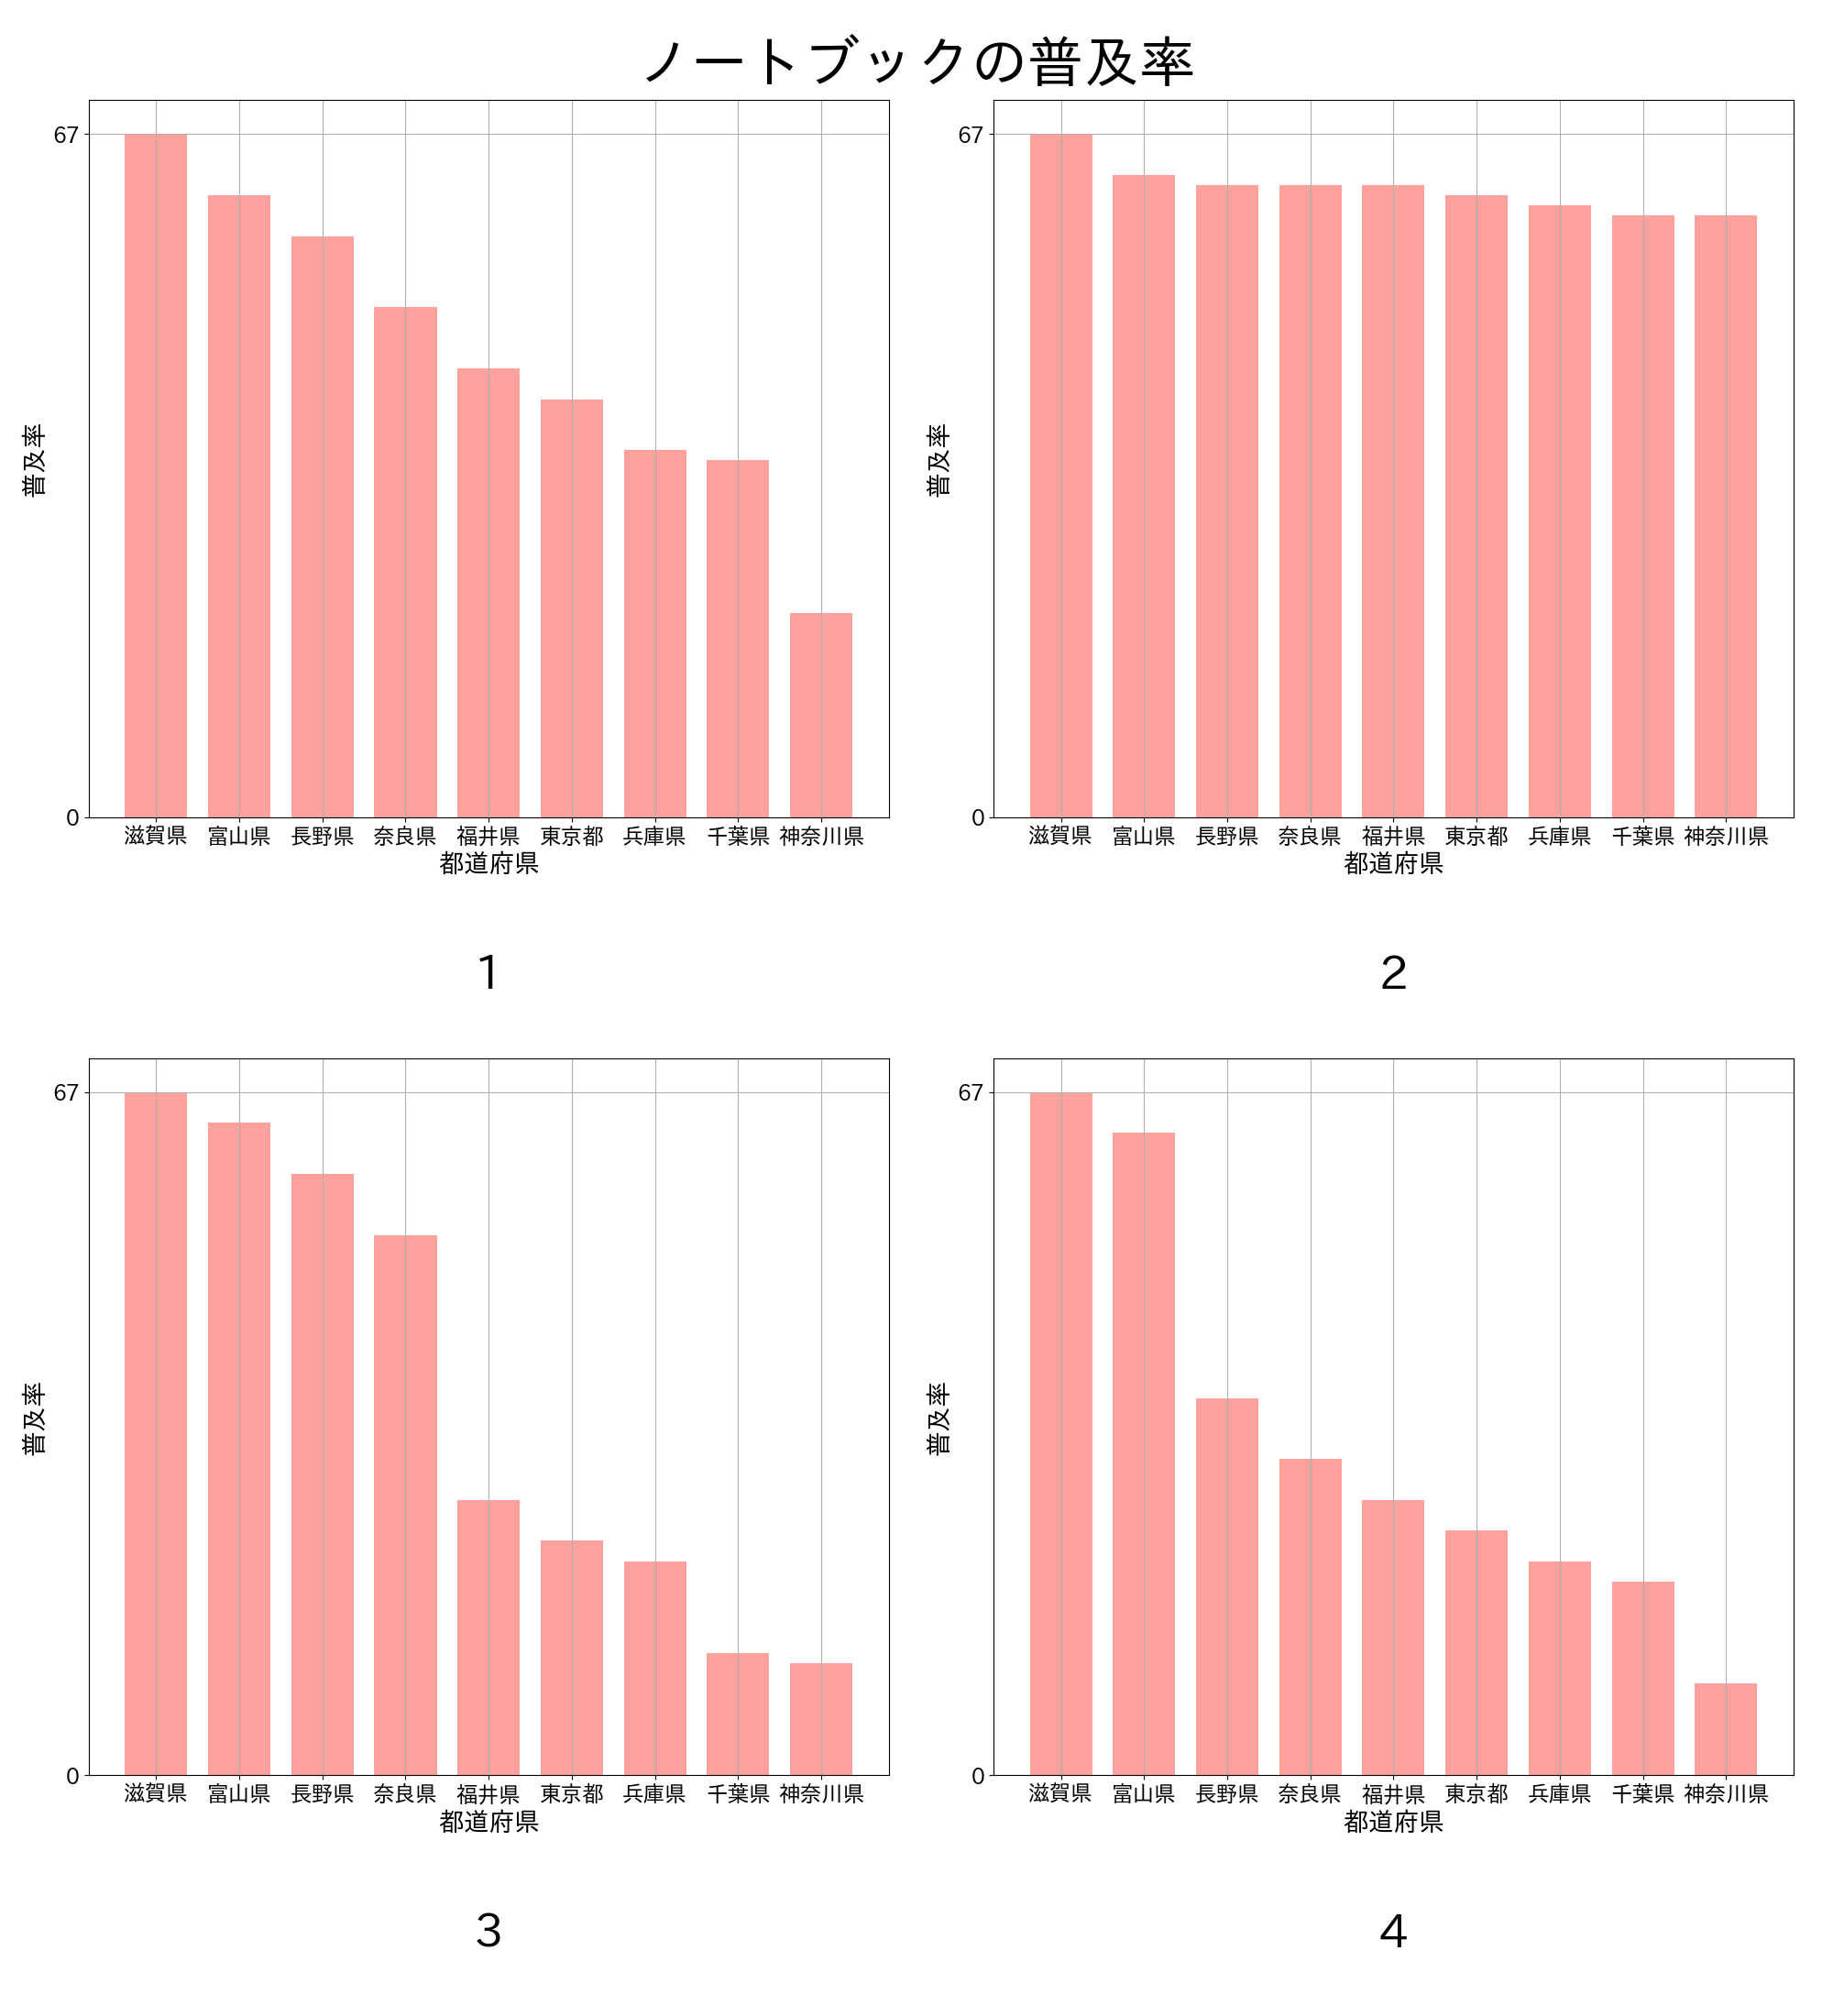 ノートブックの普及率
67
0
普及率
滋賀県 富山県 長野県 奈良県 福井県 東京都 兵庫県 千葉県 神奈川県
都道府県
1
67
0
普及率
滋賀県 富山県 長野県 奈良県 福井県 東京都 兵庫県 千葉県 神奈川県
都道府県
2
67
0
普及率
滋賀県 富山県 長野県 奈良県 福井県 東京都 兵庫県 千葉県 神奈川県
都道府県
3
67
0
普及率
滋賀県 富山県 長野県 奈良県 福井県 東京都 兵庫県 千葉県 神奈川県
都道府県
4